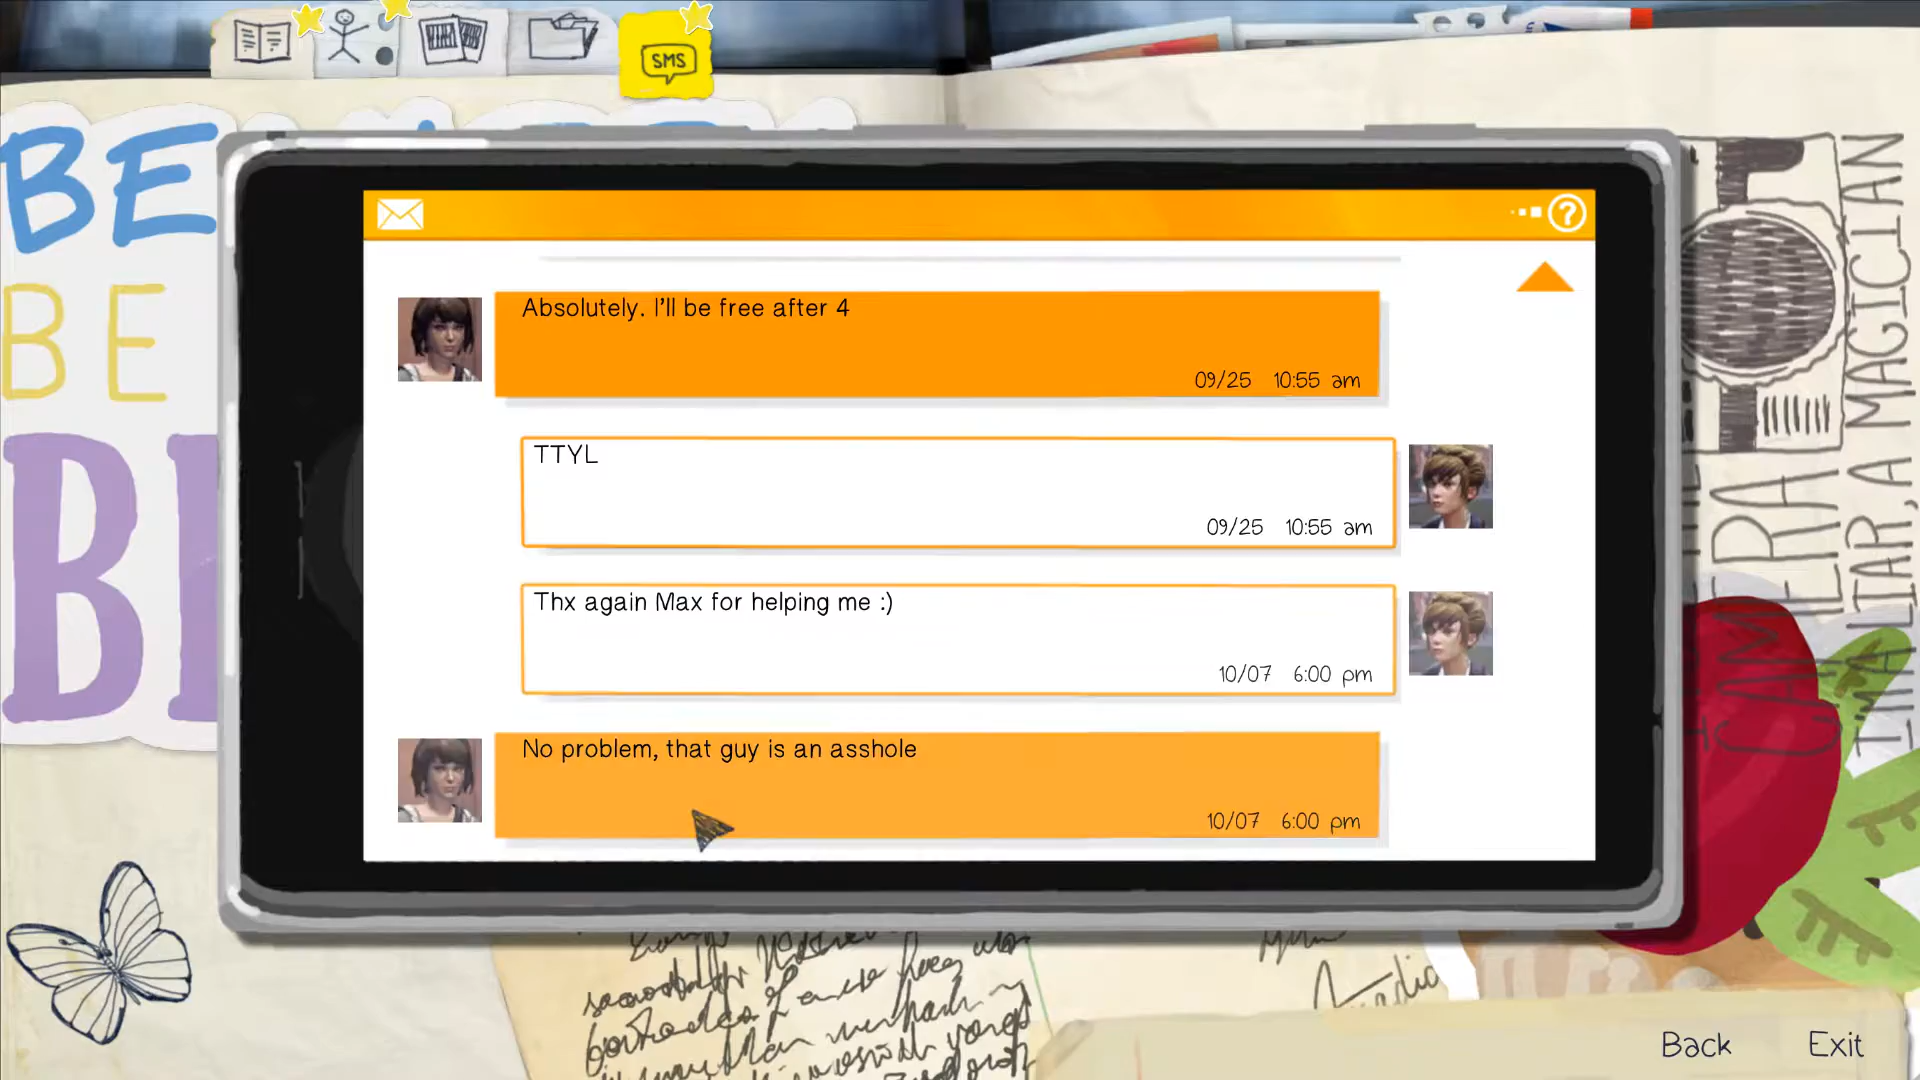 SMS
BE
BE
Absolutely. I'll be free after 4
09/25 10:55 am
TTYL
09/25 10:55 am
Thx again Max for helping me :)
10/07 6:00 pm
No problem, that guy is an asshole
10/07 6:00 pm
CAMERA
I'M A LIAR, A MAGICIAN
Back
Exit